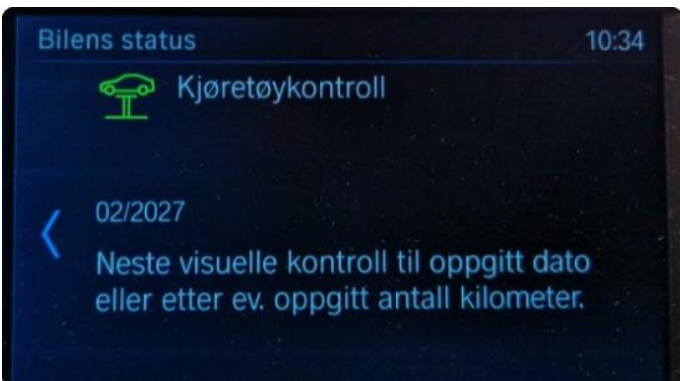 Bilens status 10:34
Kjøretøykontroll
02/2027
Neste visuelle kontroll til oppgitt dato
eller etter ev. oppgitt antall kilometer.